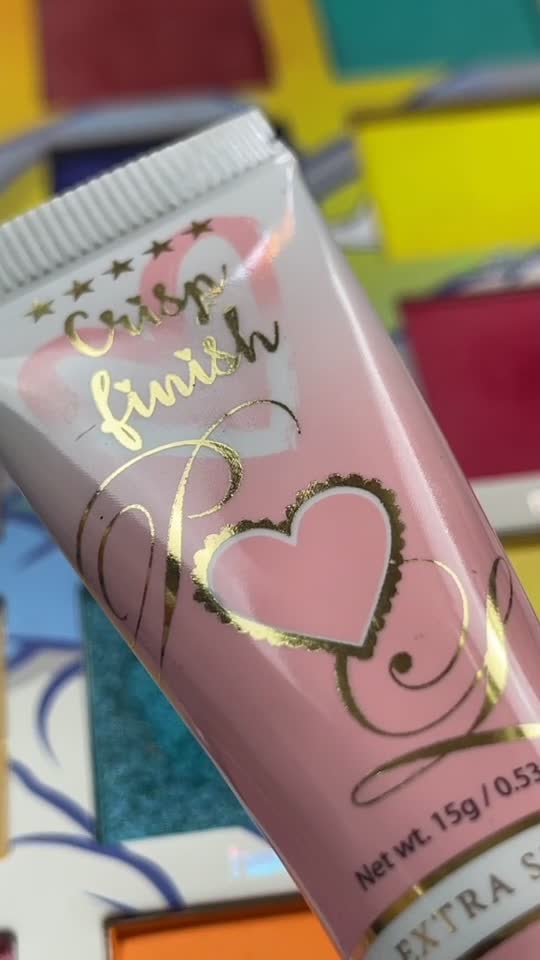 Crisp
finish
P L
Net wt. 15g / 0.53
EXTRA S